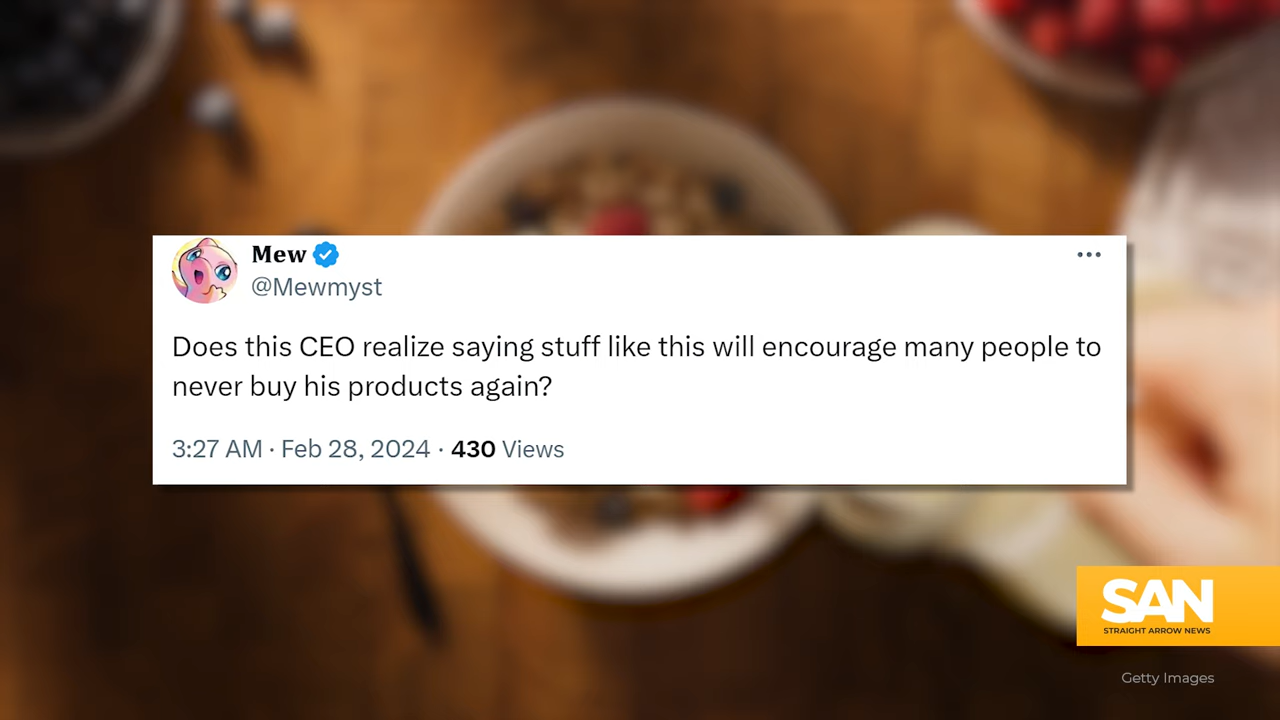 Mew
@Mewmyst
Does this CEO realize saying stuff like this will encourage many people to
never buy his products again?
3:27 AM · Feb 28, 2024 · 430 Views
SAN
STRAIGHT ARROW NEWS
Getty Images